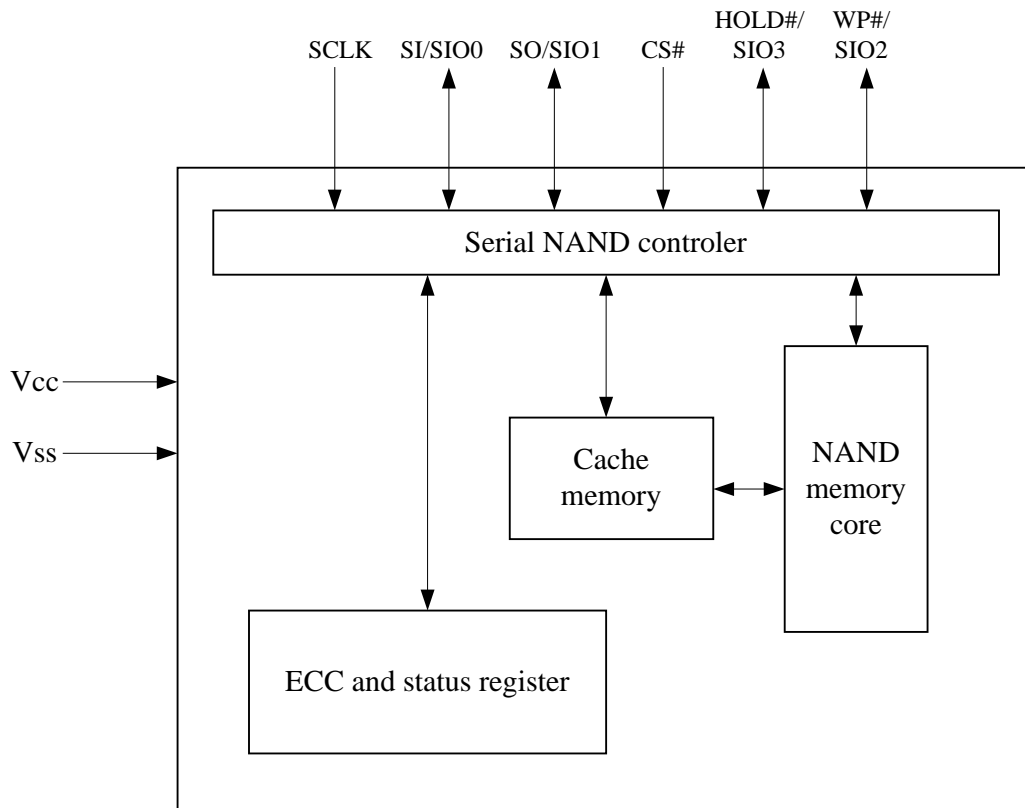 HOLD#/ WP#/
SCLK SI/SIO0 SO/SIO1 CS# SIO3 SIO2
Serial NAND controler
Vcc
Vss
Cache
memory
NAND
memory
core
ECC and status register